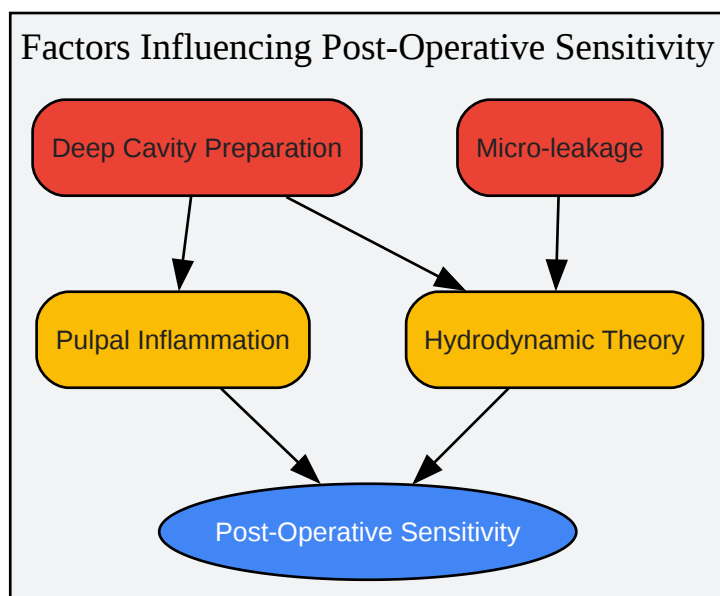 Factors Influencing Post-Operative Sensitivity
Deep Cavity Preparation
Micro-leakage
Pulpal Inflammation
Hydrodynamic Theory
Post-Operative Sensitivity